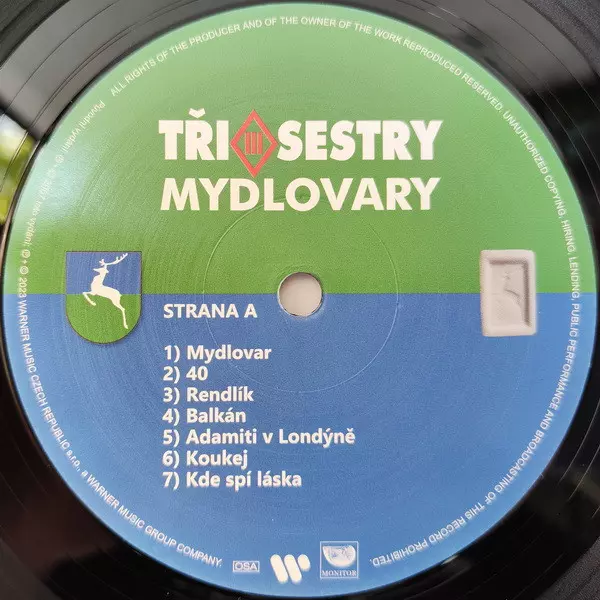 ALL RIGHTS OF THE PRODUCER AND OF THE OWNER OF THE WORK REPRODUCED RESERVED. UNAUTHORIZED COPYING, HIRING, LENDING, PUBLIC PERFORMANCE AND BROADCASTING OF THIS RECORD PROHIBITED.
TŘI III SESTRY
MYDLOVARY
STRANA A
1) Mydlovar
2) 40
3) Rendlík
4) Balkán
5) Adamiti v Londýně
6) Koukej
7) Kde spí láska
℗ + © 2023 WARNER MUSIC CZECH REPUBLIC s.r.o., a WARNER MUSIC GROUP COMPANY.
OSA
MONITOR